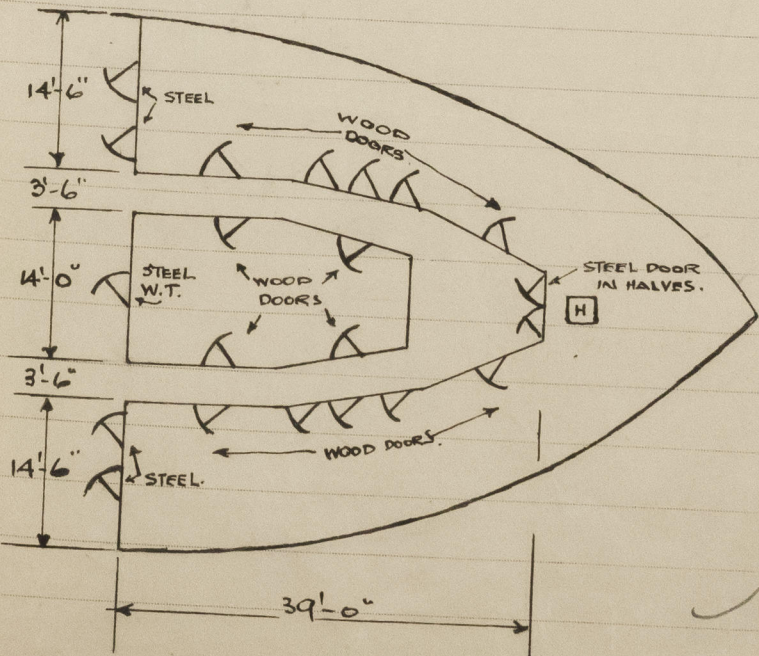 14'-6"
STEEL
WOOD
DOORS.
3'-6"
14'-0"
STEEL
W.T.
WOOD
DOORS
STEEL DOOR
IN HALVES.
H
3'-6"
14'-6"
STEEL.
WOOD DOORS.
39'-0"